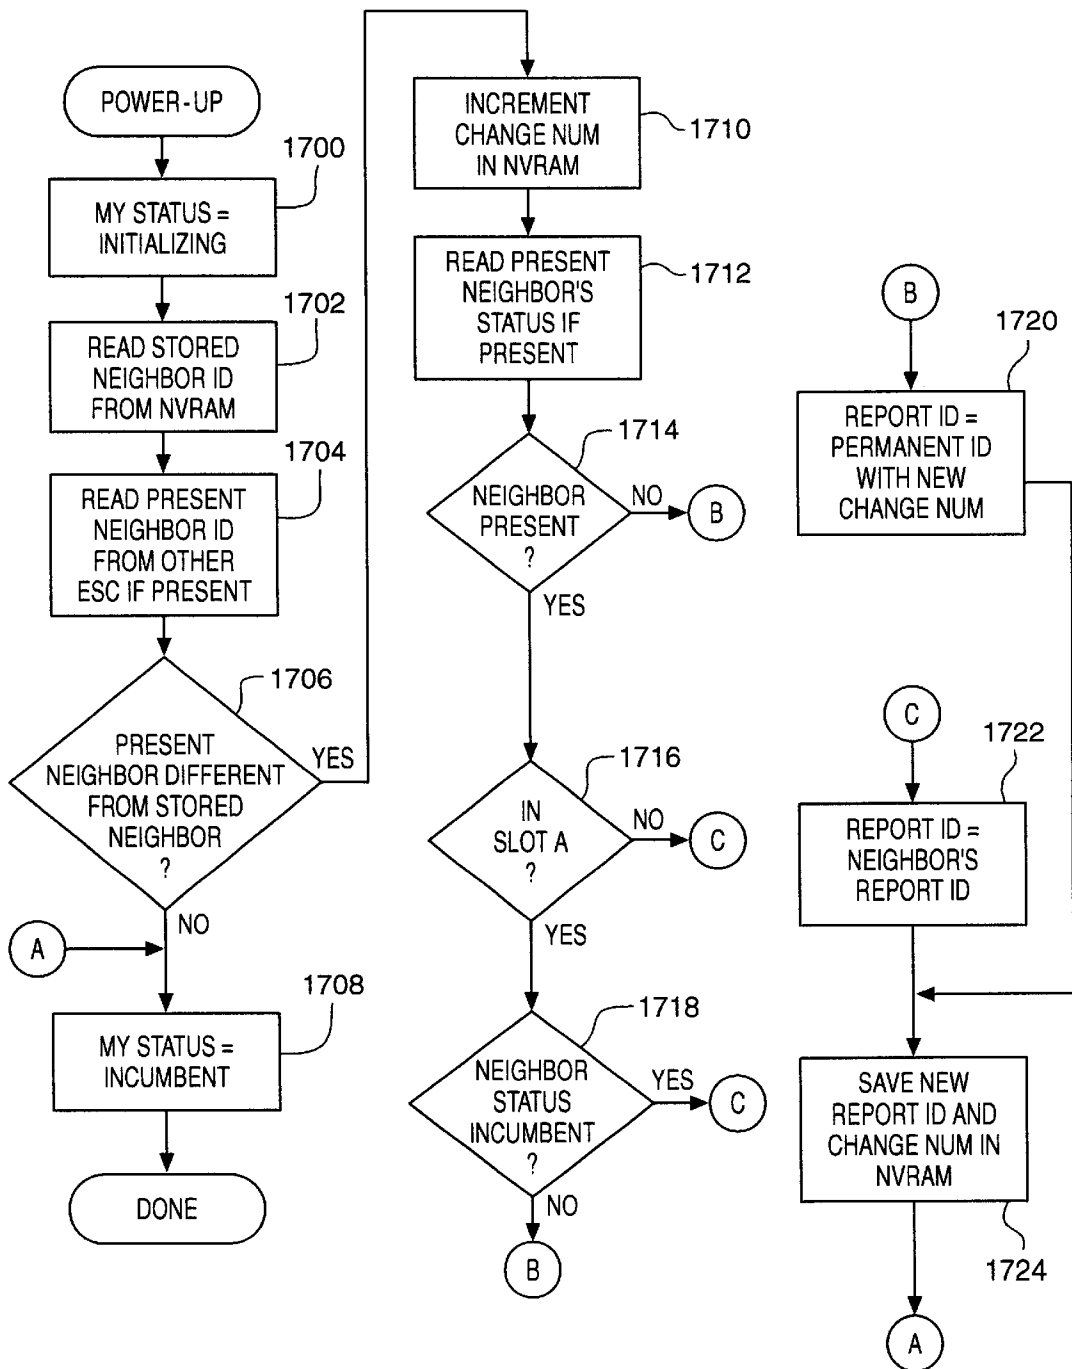 POWER-UP
1700
MY STATUS =
INITIALIZING
1702
READ STORED
NEIGHBOR ID
FROM NVRAM
1704
READ PRESENT
NEIGHBOR ID
FROM OTHER
ESC IF PRESENT
1706
PRESENT
NEIGHBOR DIFFERENT
FROM STORED
NEIGHBOR
?
YES
NO
A
1708
MY STATUS =
INCUMBENT
DONE
INCREMENT
CHANGE NUM
IN NVRAM
1710
READ PRESENT
NEIGHBOR'S
STATUS IF
PRESENT
1712
1714
NEIGHBOR
PRESENT
?
NO
B
YES
1716
IN
SLOT A
?
NO
C
YES
1718
NEIGHBOR
STATUS
INCUMBENT
?
YES
C
NO
B
B
1720
REPORT ID =
PERMANENT ID
WITH NEW
CHANGE NUM
C
1722
REPORT ID =
NEIGHBOR'S
REPORT ID
SAVE NEW
REPORT ID AND
CHANGE NUM IN
NVRAM
1724
A